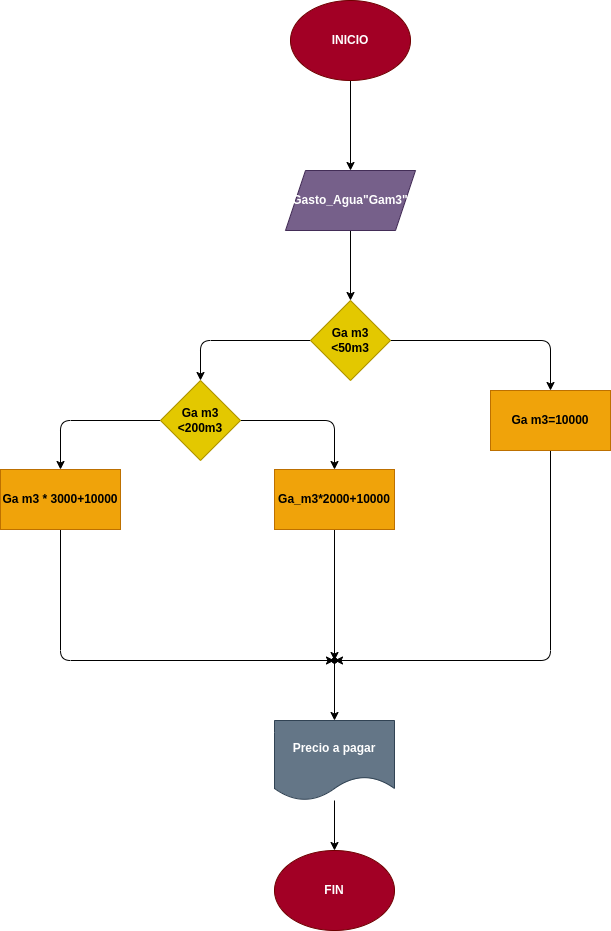 INICIO
Gasto_Agua"Gam3"
Ga m3
<50m3
Ga m3
<200m3
Ga m3=10000
Ga m3 * 3000+10000
Ga_m3*2000+10000
Precio a pagar
FIN